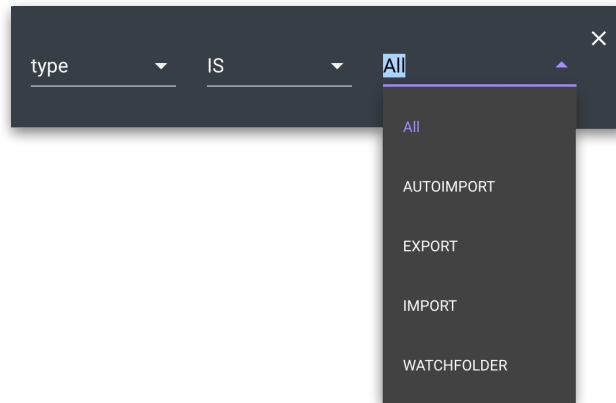 type IS All
All
AUTOIMPORT
EXPORT
IMPORT
WATCHFOLDER